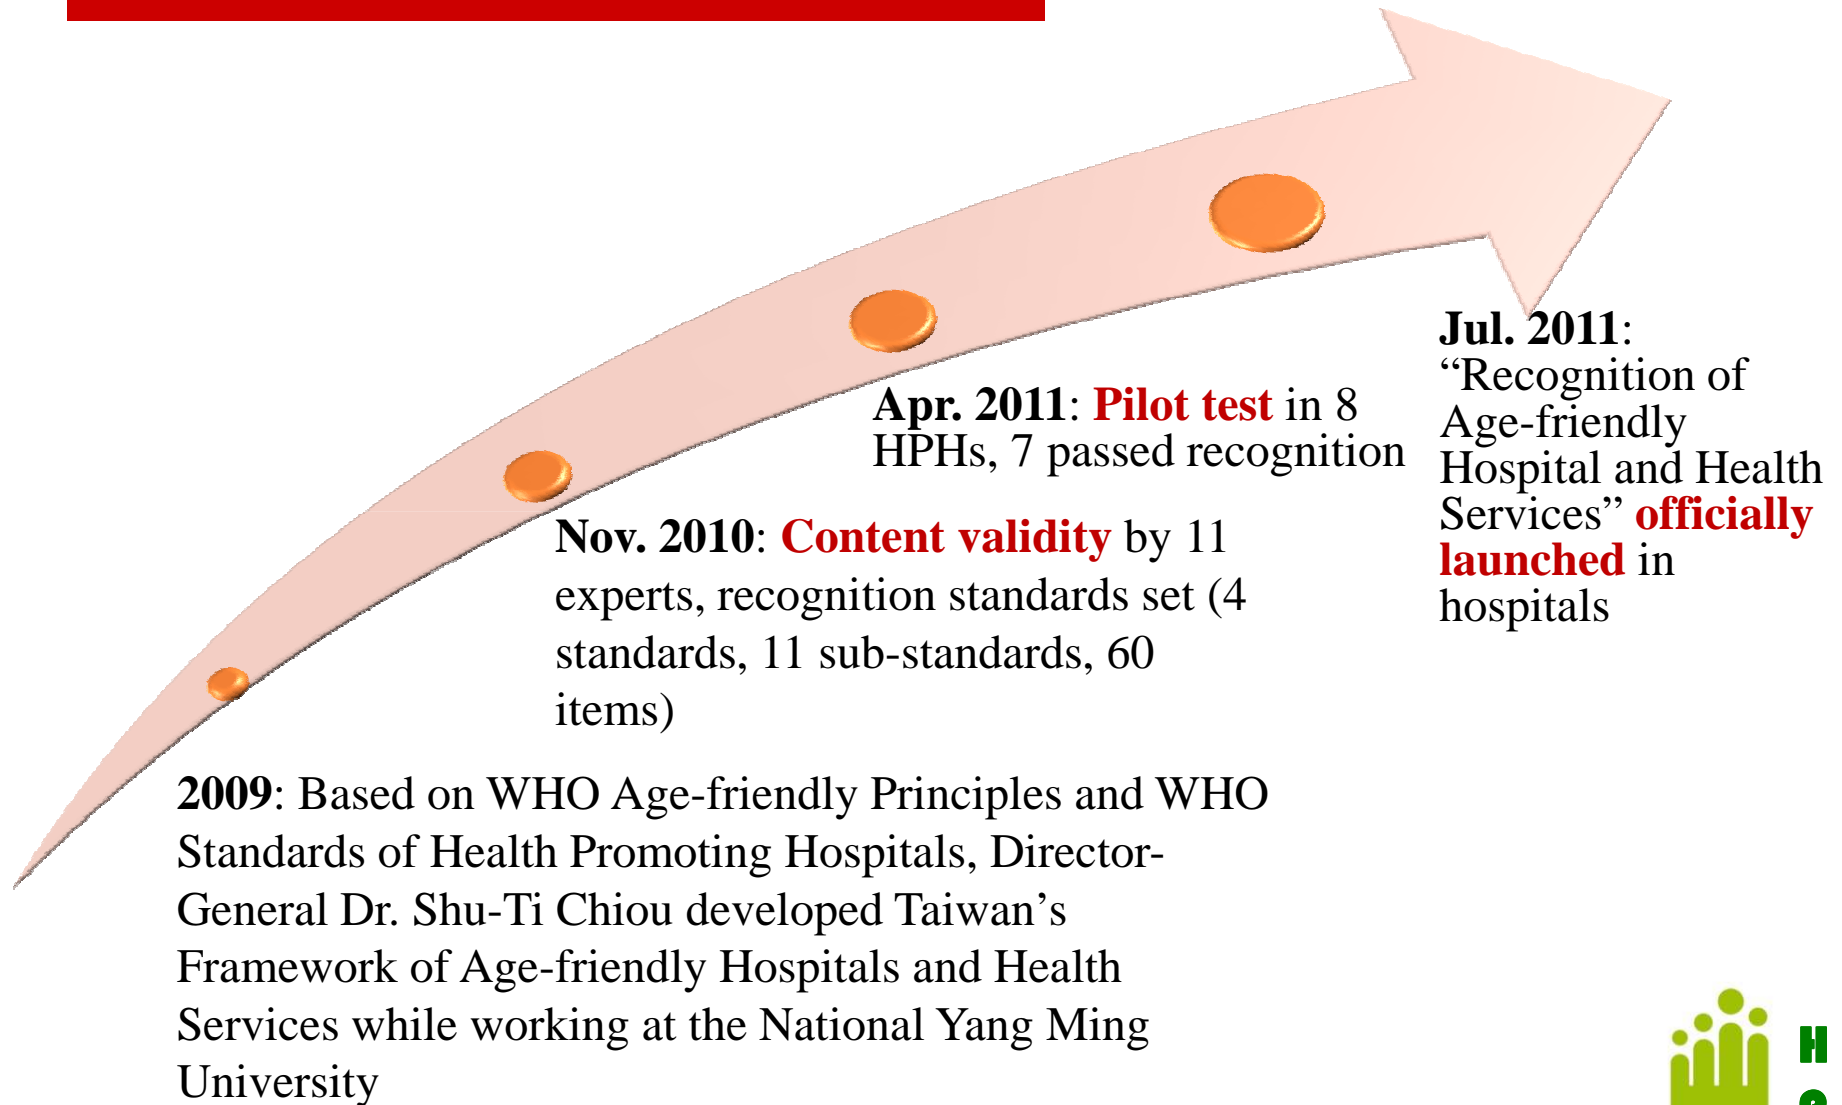 Jul. 2011:
“Recognition of
Age-friendly
Hospital and Health
Services” officially
launched in
hospitals
Apr. 2011: Pilot test in 8
HPHs, 7 passed recognition
Nov. 2010: Content validity by 11
experts, recognition standards set (4
standards, 11 sub-standards, 60
items)
2009: Based on WHO Age-friendly Principles and WHO
Standards of Health Promoting Hospitals, Director-
General Dr. Shu-Ti Chiou developed Taiwan’s
Framework of Age-friendly Hospitals and Health
Services while working at the National Yang Ming
University
H